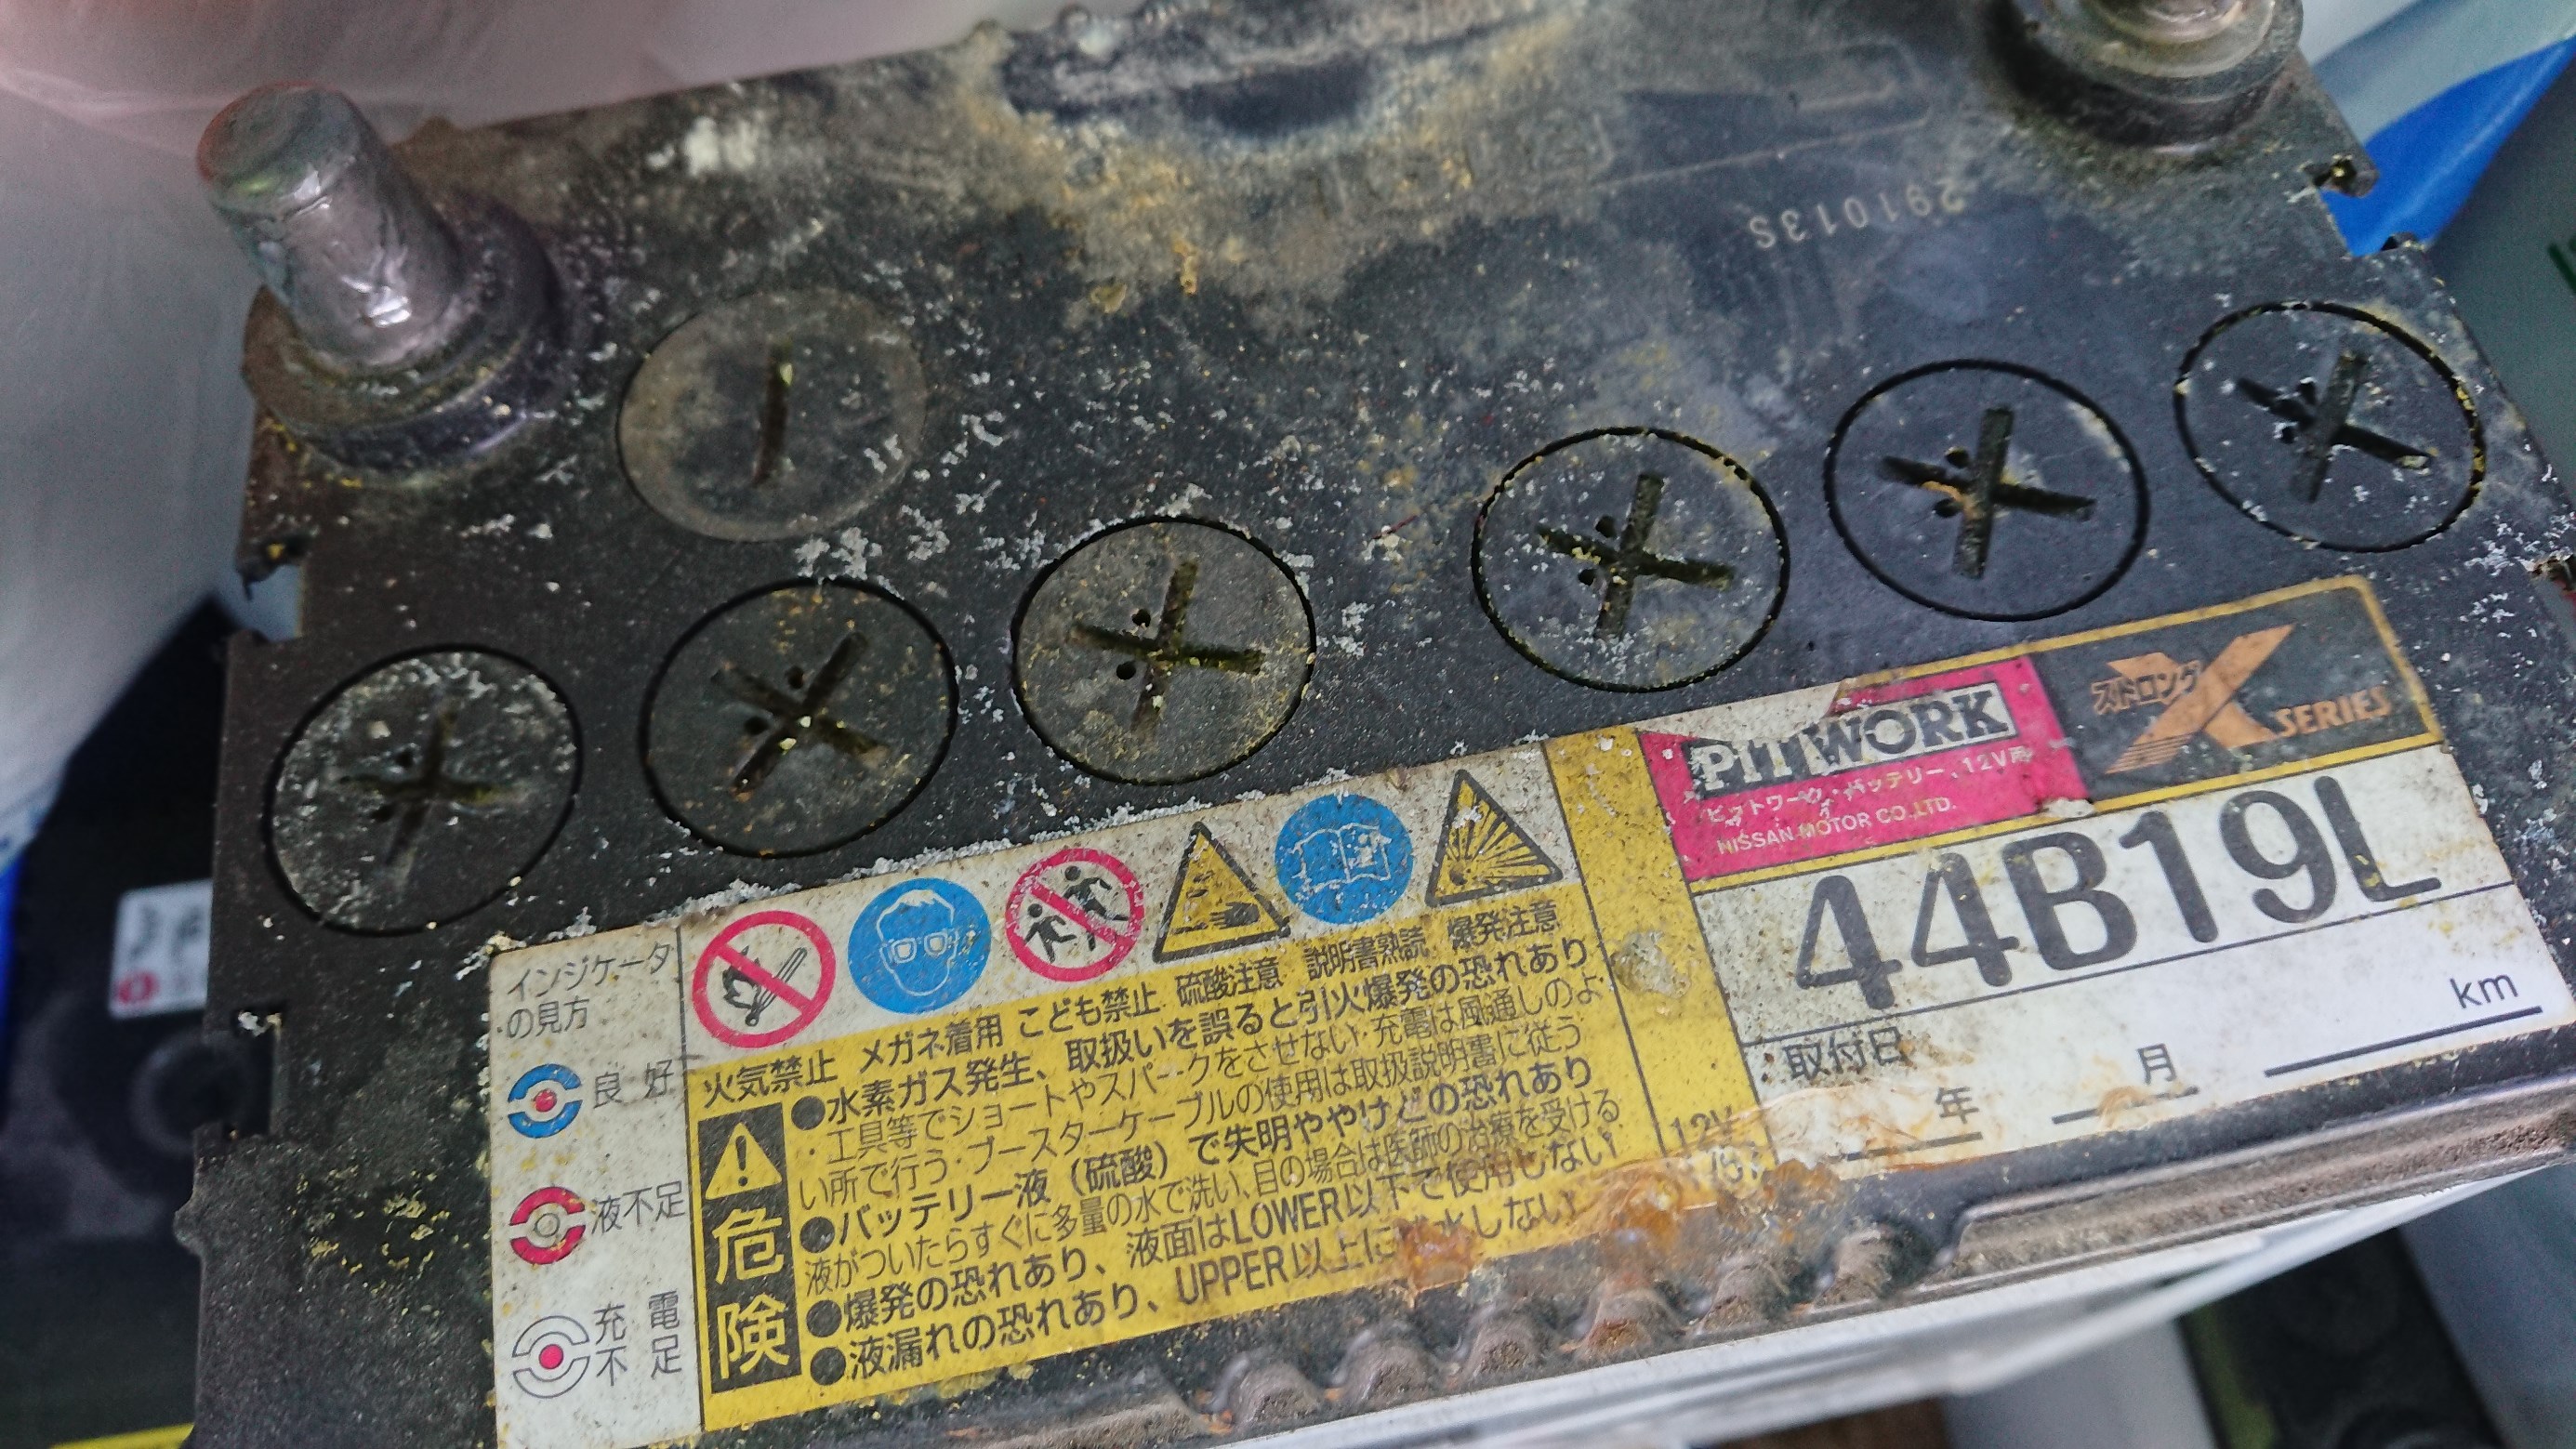 291013S
PITWORK
ピットワーク・バッテリー、12V用
NISSAN MOTOR CO.,LTD.
ストロング
X SERIES
44B19L
km
取付日
年 月
12V
インジケータ
の見方
良好
液不足
充電
不足
火気禁止 メガネ着用 こども禁止 硫酸注意 説明書熟読 爆発注意
危険
●水素ガス発生、取扱いを誤ると引火爆発の恐れあり
・工具等でショートやスパークをさせない・充電は風通しのよ
い所で行う・ブースターケーブルの使用は取扱説明書に従う
●バッテリー液（硫酸）で失明ややけどの恐れあり
液がついたらすぐに多量の水で洗い、目の場合は医師の治療を受ける
●爆発の恐れあり、液面はLOWER以下で使用しない
●液漏れの恐れあり、UPPER以上に 水しない